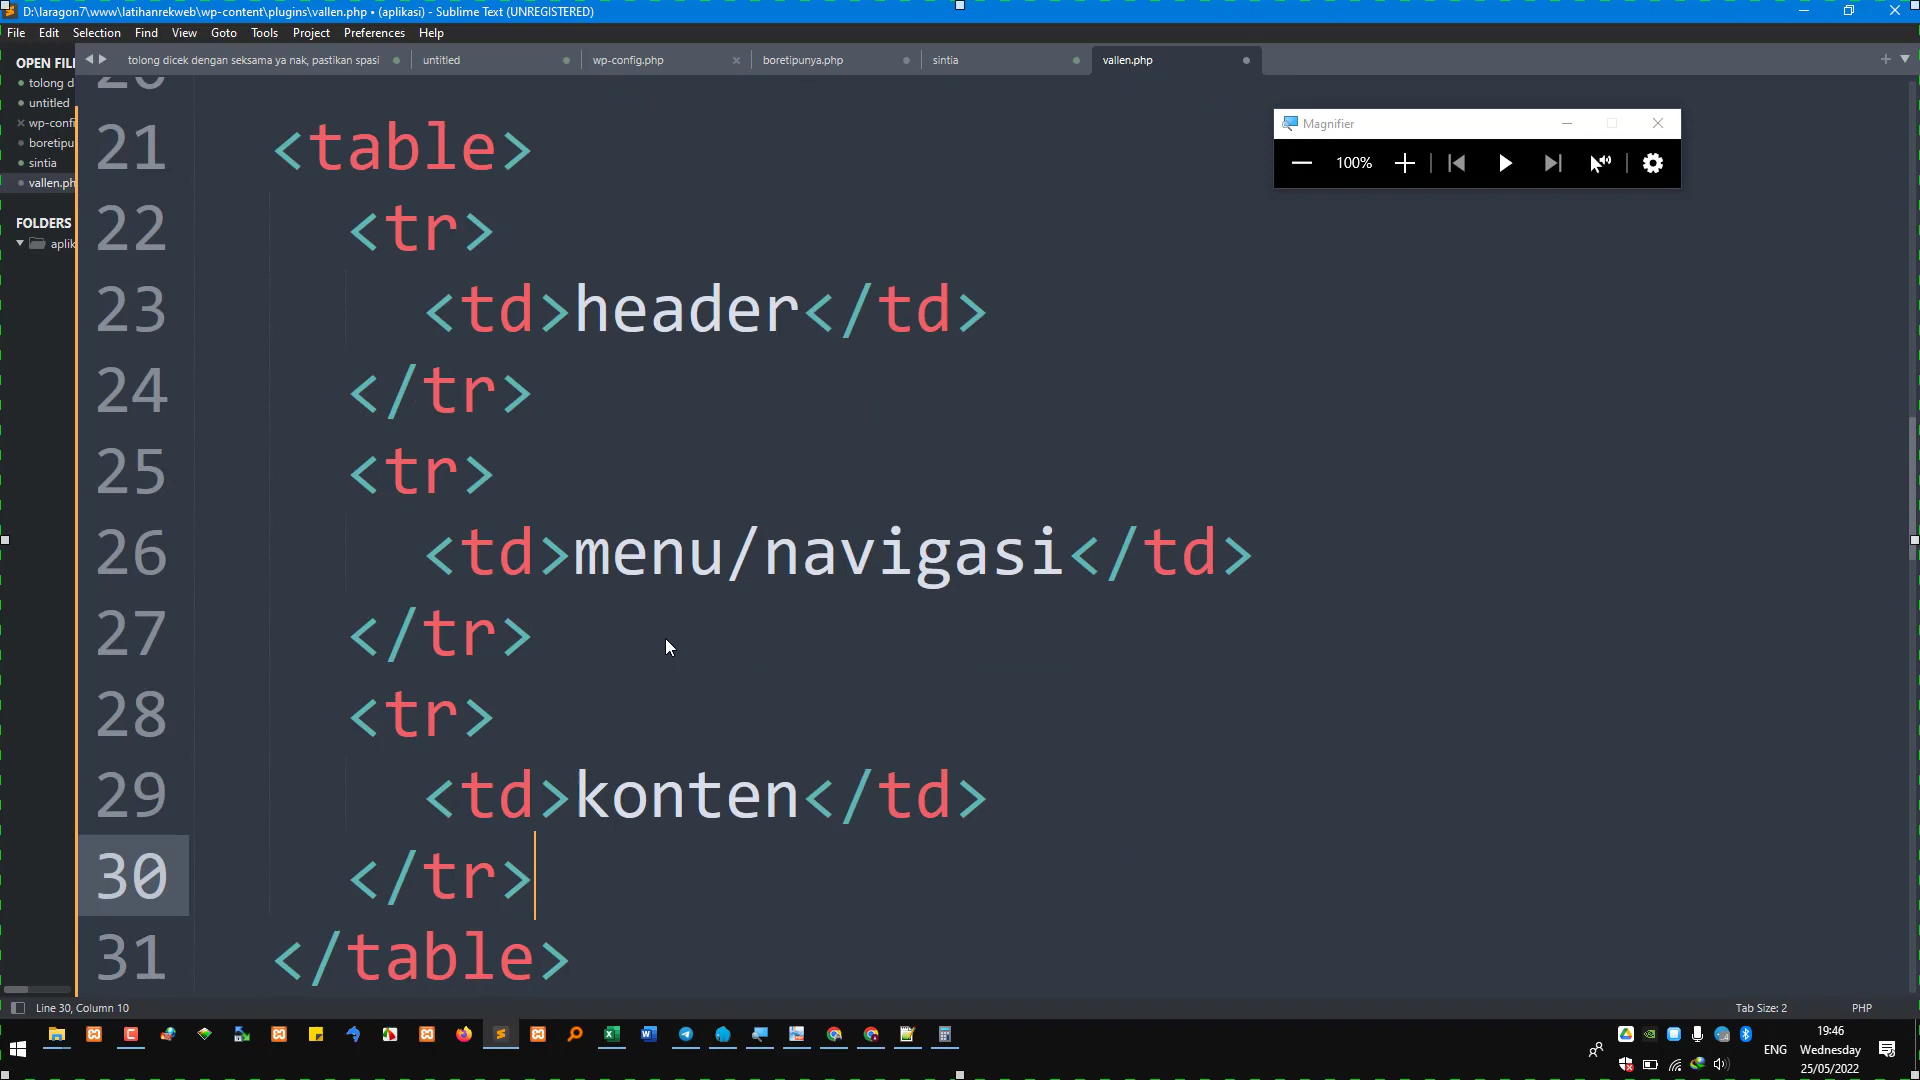 D:\laragon7\www\latihanrekweb\wp-content\plugins\vallen.php • (aplikasi) - Sublime Text (UNREGISTERED)
File Edit Selection Find View Goto Tools Project Preferences Help
OPEN FIL
tolong dicek dengan seksama ya nak, pastikan spasi
untitled
wp-config.php
boretipunya.php
sintia
vallen.php
tolong d
untitled
wp-confi
boretipu
sintia
vallen.ph
FOLDERS
aplik
Magnifier
100%
21 <table>
22 <tr>
23 <td>header</td>
24 </tr>
25 <tr>
26 <td>menu/navigasi</td>
27 </tr>
28 <tr>
29 <td>konten</td>
30 </tr>
31 </table>
Line 30, Column 10
Tab Size: 2
PHP
19:46
ENG Wednesday
25/05/2022